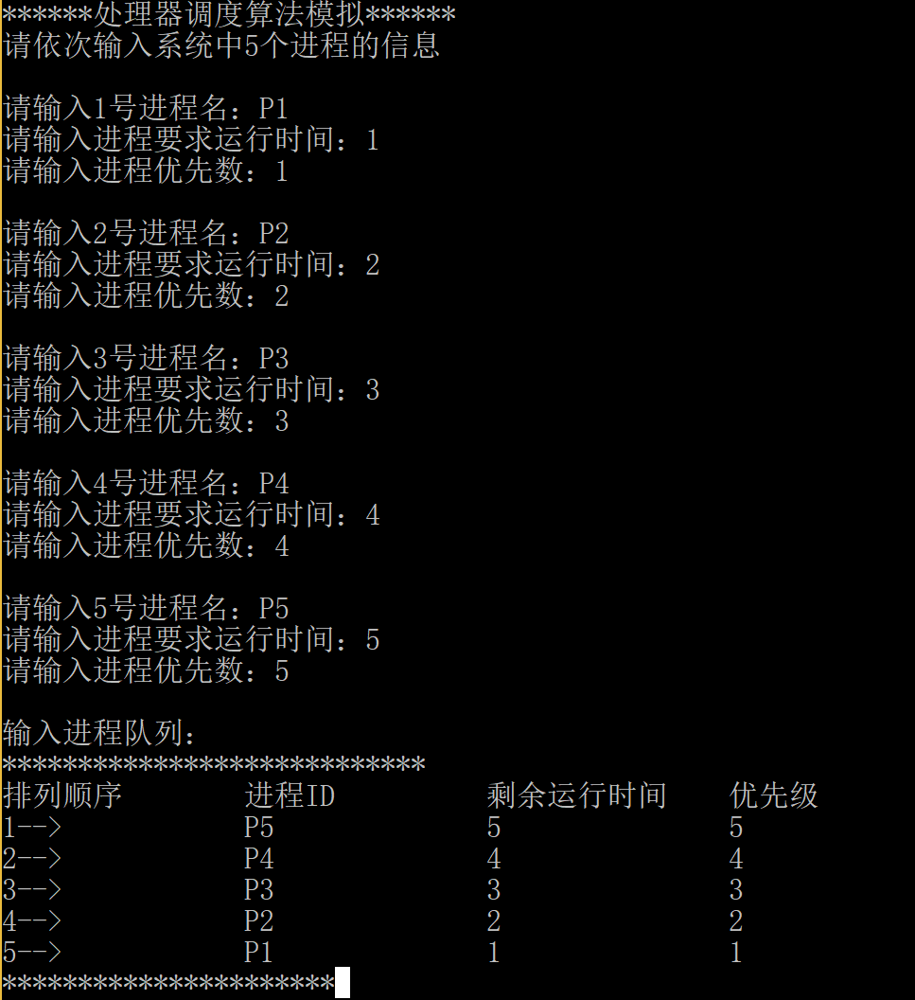 ******处理器调度算法模拟******
请依次输入系统中5个进程的信息
请输入1号进程名：P1
请输入进程要求运行时间：1
请输入进程优先数：1
请输入2号进程名：P2
请输入进程要求运行时间：2
请输入进程优先数：2
请输入3号进程名：P3
请输入进程要求运行时间：3
请输入进程优先数：3
请输入4号进程名：P4
请输入进程要求运行时间：4
请输入进程优先数：4
请输入5号进程名：P5
请输入进程要求运行时间：5
请输入进程优先数：5
输入进程队列：
****************************
排列顺序 进程ID 剩余运行时间 优先级
1--> P5 5 5
2--> P4 4 4
3--> P3 3 3
4--> P2 2 2
5--> P1 1 1
**********************